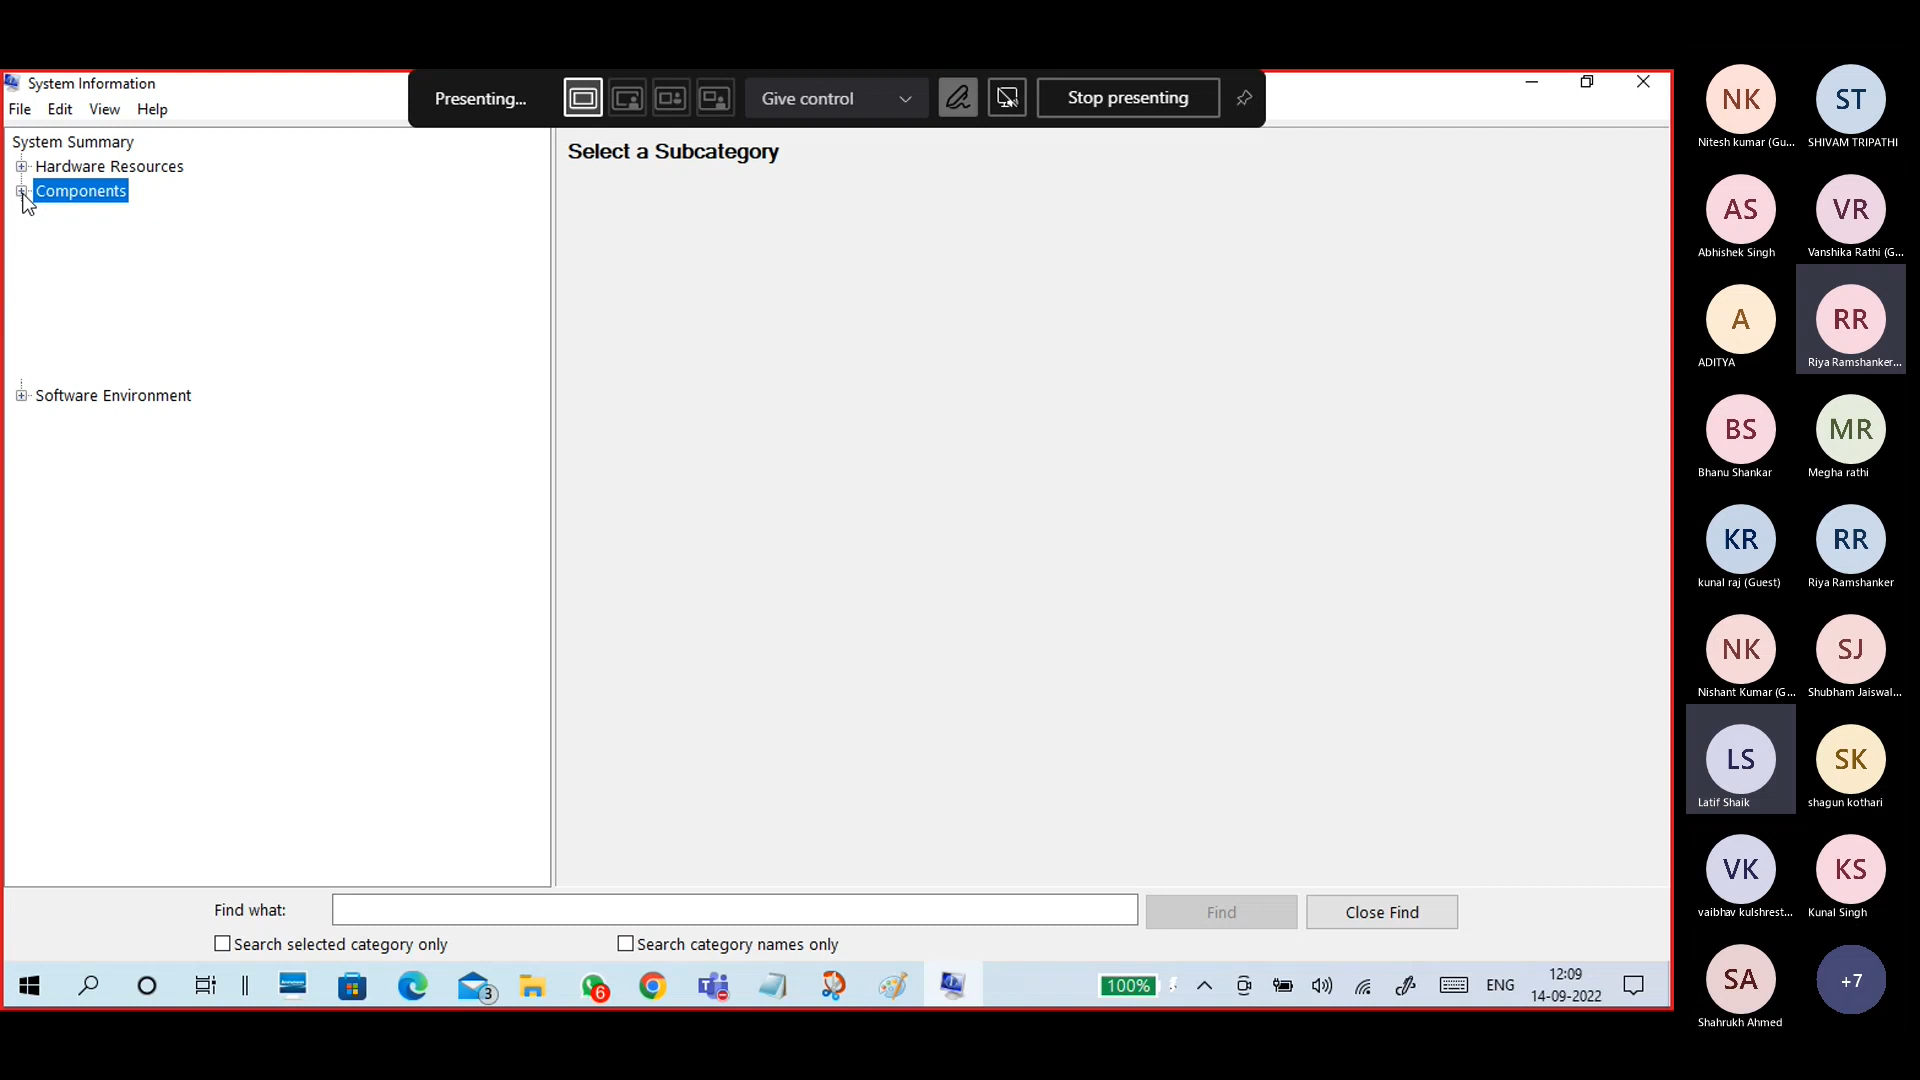 System Information
File Edit View Help
Presenting...
Give control
Stop presenting
System Summary
Hardware Resources
Components
Software Environment
Select a Subcategory
Find what:
Find
Close Find
Search selected category only
Search category names only
3
6
100%
ENG
12:09
14-09-2022
NK
Nitesh kumar (Gu...
ST
SHIVAM TRIPATHI
AS
Abhishek Singh
VR
Vanshika Rathi (G...
A
ADITYA
RR
Riya Ramshanker...
BS
Bhanu Shankar
MR
Megha rathi
KR
kunal raj (Guest)
RR
Riya Ramshanker
NK
Nishant Kumar (G...
SJ
Shubham Jaiswal...
LS
Latif Shaik
SK
shagun kothari
VK
vaibhav kulshrest...
KS
Kunal Singh
SA
Shahrukh Ahmed
+7